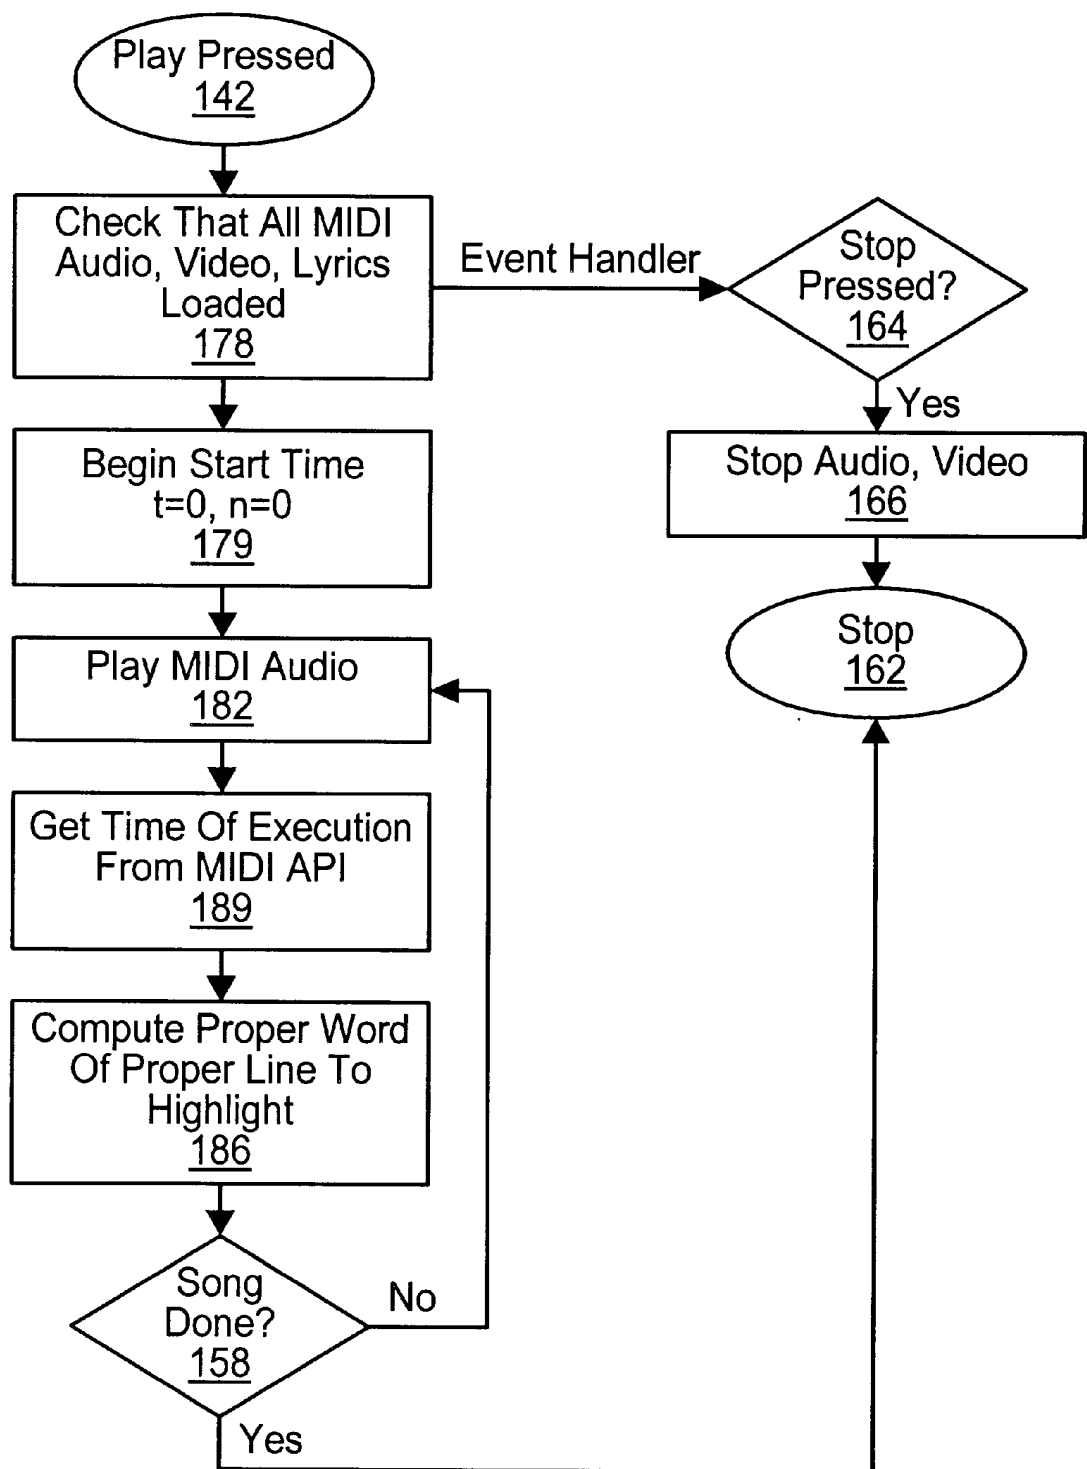 Play Pressed
142
Check That All MIDI
Audio, Video, Lyrics
Loaded
178
Event Handler
Stop
Pressed?
164
Yes
Begin Start Time
t=0, n=0
179
Stop Audio, Video
166
Play MIDI Audio
182
Stop
162
Get Time Of Execution
From MIDI API
189
Compute Proper Word
Of Proper Line To
Highlight
186
Song
Done?
158
No
Yes